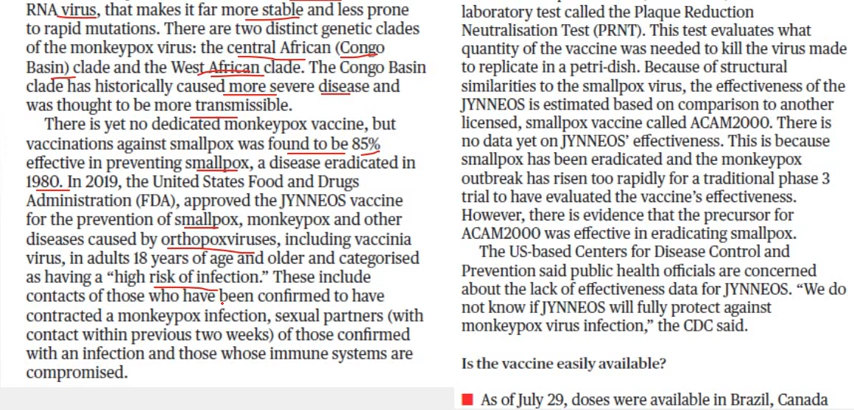 RNA virus, that makes it far more stable and less prone
to rapid mutations. There are two distinct genetic clades
of the monkeypox virus: the central African (Congo
Basin) clade and the West African clade. The Congo Basin
clade has historically caused more severe disease and
was thought to be more transmissible.
There is yet no dedicated monkeypox vaccine, but
vaccinations against smallpox was found to be 85%
effective in preventing smallpox, a disease eradicated in
1980. In 2019, the United States Food and Drugs
Administration (FDA), approved the JYNNEOS vaccine
for the prevention of smallpox, monkeypox and other
diseases caused by orthopoxviruses, including vaccinia
virus, in adults 18 years of age and older and categorised
as having a “high risk of infection.” These include
contacts of those who have been confirmed to have
contracted a monkeypox infection, sexual partners (with
contact within previous two weeks) of those confirmed
with an infection and those whose immune systems are
compromised.
laboratory test called the Plaque Reduction
Neutralisation Test (PRNT). This test evaluates what
quantity of the vaccine was needed to kill the virus made
to replicate in a petri-dish. Because of structural
similarities to the smallpox virus, the effectiveness of the
JYNNEOS is estimated based on comparison to another
licensed, smallpox vaccine called ACAM2000. There is
no data yet on JYNNEOS’ effectiveness. This is because
smallpox has been eradicated and the monkeypox
outbreak has risen too rapidly for a traditional phase 3
trial to have evaluated the vaccine’s effectiveness.
However, there is evidence that the precursor for
ACAM2000 was effective in eradicating smallpox.
The US-based Centers for Disease Control and
Prevention said public health officials are concerned
about the lack of effectiveness data for JYNNEOS. “We do
not know if JYNNEOS will fully protect against
monkeypox virus infection,” the CDC said.
Is the vaccine easily available?
As of July 29, doses were available in Brazil, Canada